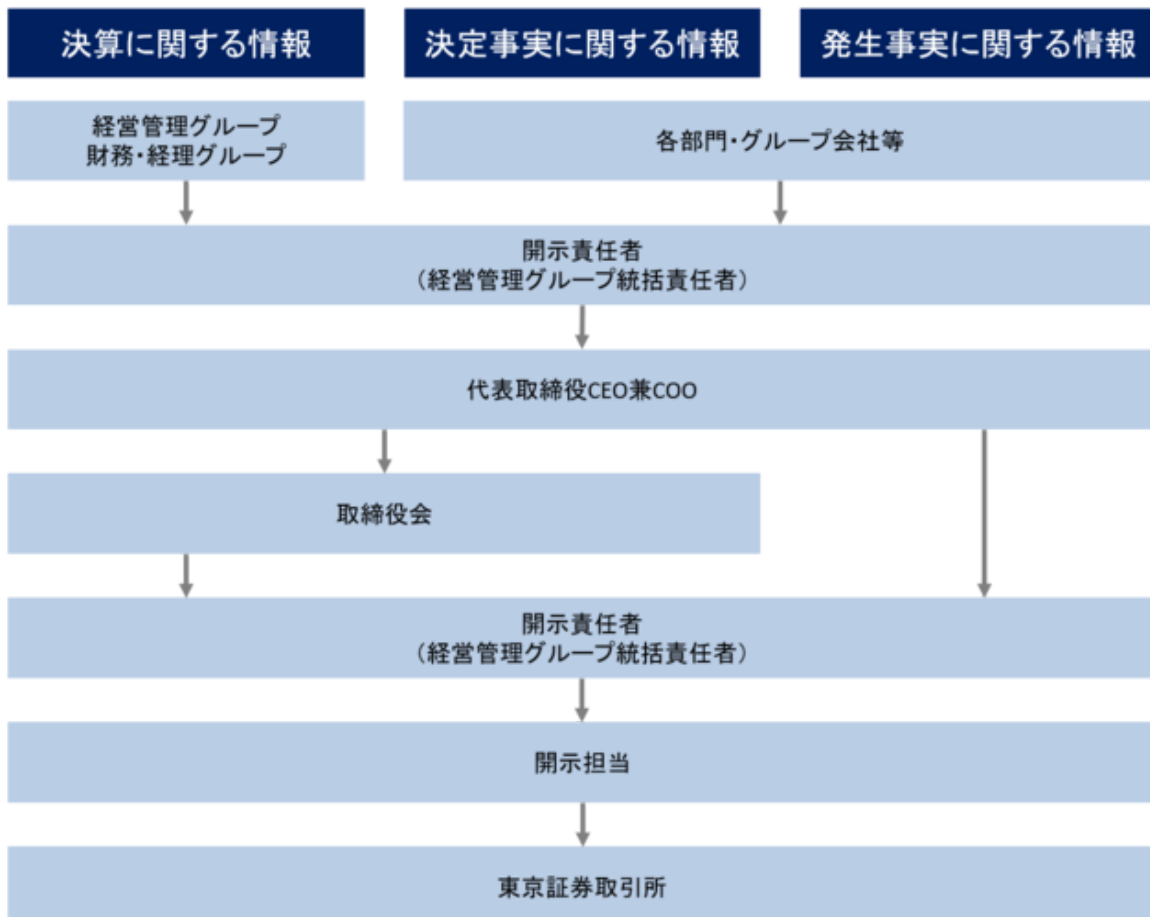 決算に関する情報
決定事実に関する情報
発生事実に関する情報
経営管理グループ
財務・経理グループ
各部門・グループ会社等
開示責任者
（経営管理グループ統括責任者）
代表取締役CEO兼COO
取締役会
開示責任者
（経営管理グループ統括責任者）
開示担当
東京証券取引所